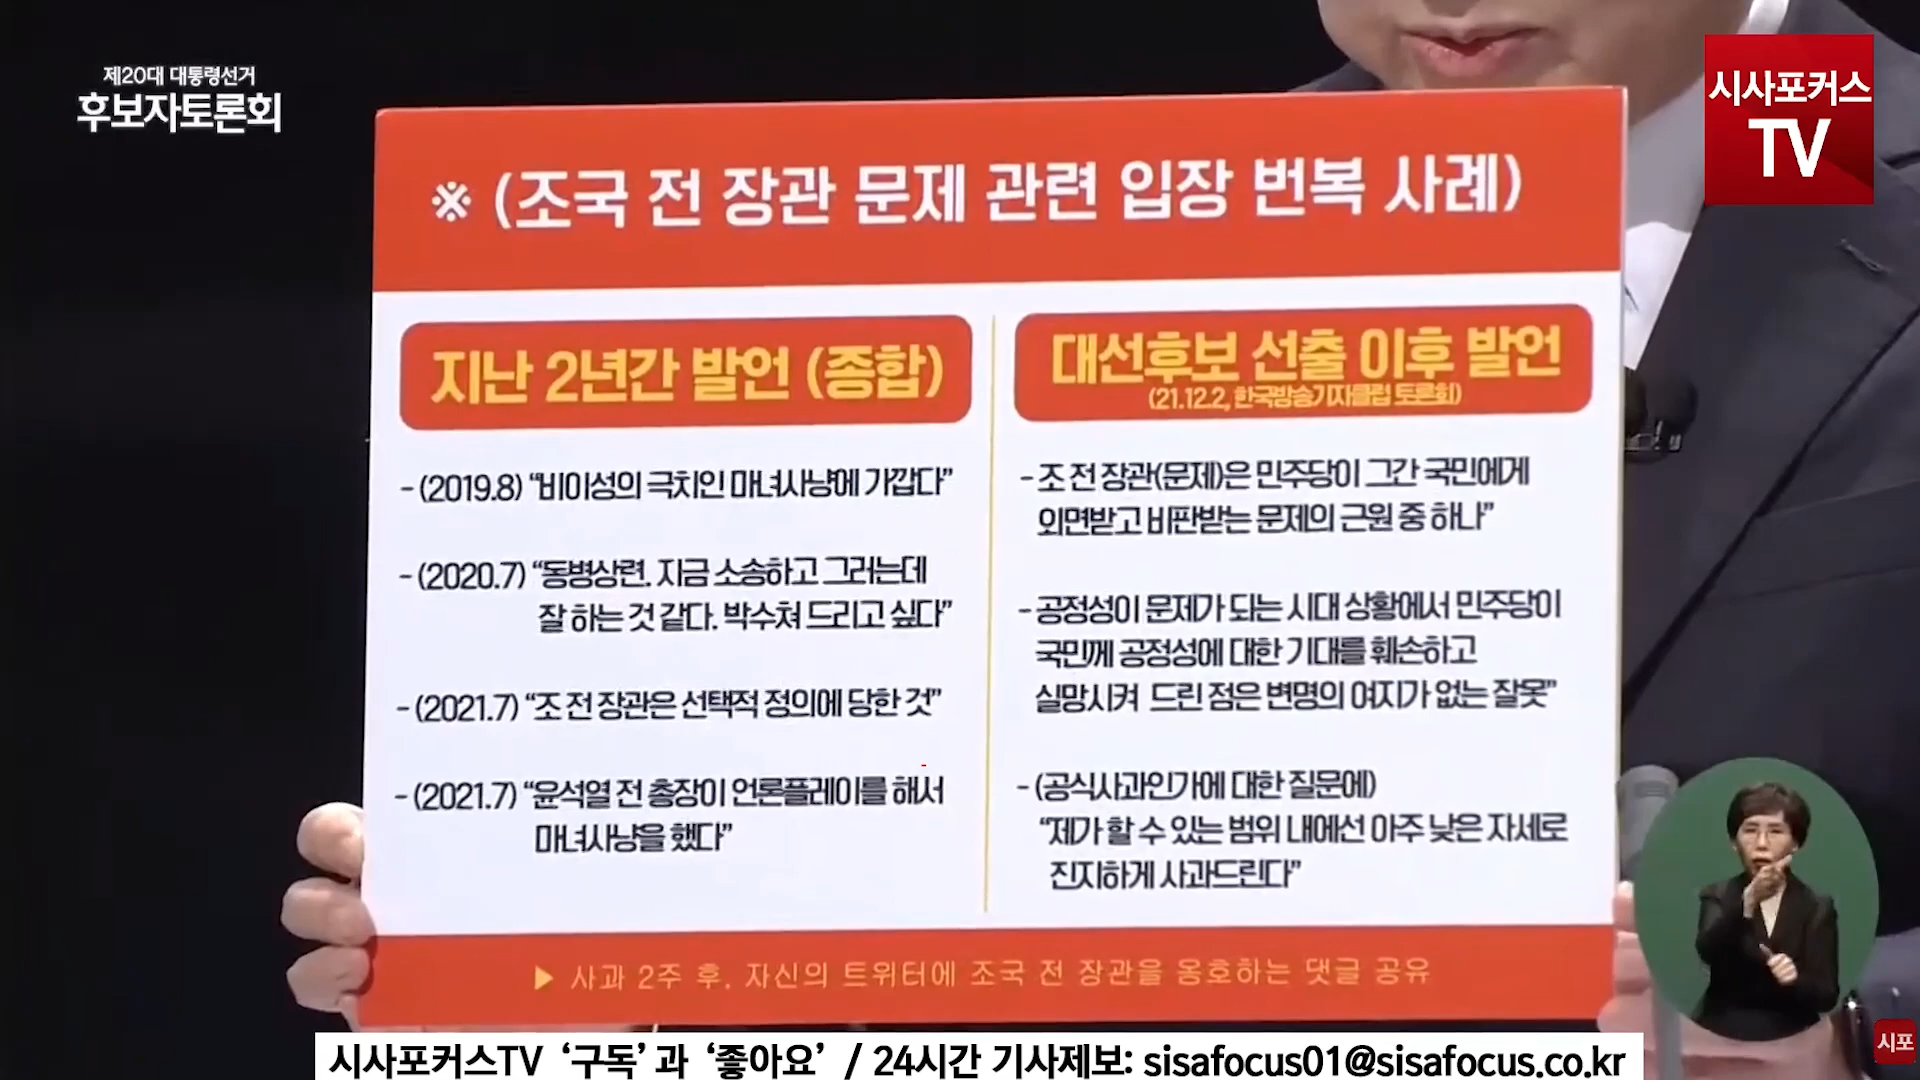 제20대 대통령선거
후보자토론회
시사포커스
TV
※ (조국 전 장관 문제 관련 입장 번복 사례)
지난 2년간 발언 (종합)
- (2019.8) “비이성의 극치인 마녀사냥에 가깝다”
- (2020.7) “동병상련. 지금 소송하고 그러는데
잘 하는 것 같다. 박수쳐 드리고 싶다”
- (2021.7) “조 전 장관은 선택적 정의에 당한 것”
- (2021.7) “윤석열 전 총장이 언론플레이를 해서
마녀사냥을 했다”
대선후보 선출 이후 발언
(21.12.2, 한국방송기자클럽 토론회)
- 조 전 장관(문제)은 민주당이 그간 국민에게
외면받고 비판받는 문제의 근원 중 하나”
- 공정성이 문제가 되는 시대 상황에서 민주당이
국민께 공정성에 대한 기대를 훼손하고
실망시켜 드린 점은 변명의 여지가 없는 잘못”
- (공식사과인가에 대한 질문에)
“제가 할 수 있는 범위 내에선 아주 낮은 자세로
진지하게 사과드린다”
▶ 사과 2주 후, 자신의 트위터에 조국 전 장관을 옹호하는 댓글 공유
시사포커스TV ‘구독’과 ‘좋아요’ / 24시간 기사제보: sisafocus01@sisafocus.co.kr
시포